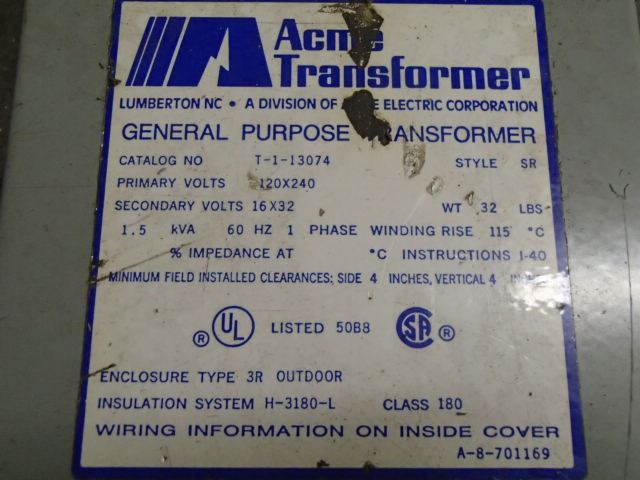 Acme
Transformer
LUMBERTON NC • A DIVISION OF ELECTRIC CORPORATION
GENERAL PURPOSE TRANSFORMER
CATALOG NO T-1-13074 STYLE SR
PRIMARY VOLTS 120X240
SECONDARY VOLTS 16X32 WT 32 LBS
1.5 kVA 60 HZ 1 PHASE WINDING RISE 115 °C
% IMPEDANCE AT °C INSTRUCTIONS I-40
MINIMUM FIELD INSTALLED CLEARANCES: SIDE 4 INCHES, VERTICAL 4
® UL LISTED 50B8 SA ®
ENCLOSURE TYPE 3R OUTDOOR
INSULATION SYSTEM H-3180-L CLASS 180
WIRING INFORMATION ON INSIDE COVER
A-8-701169